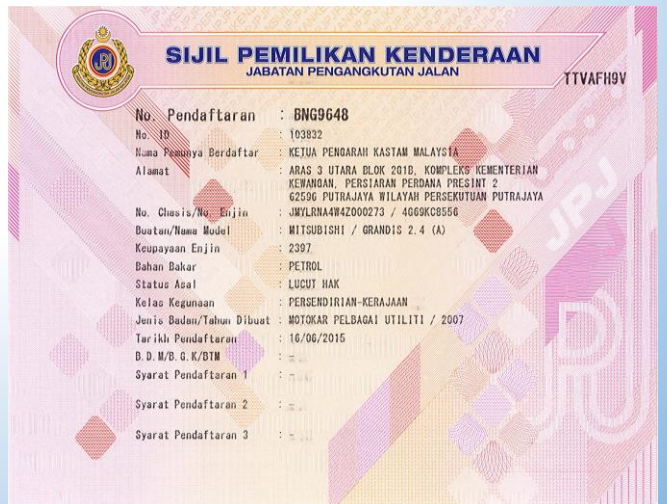 SIJIL PEMILIKAN KENDERAAN
JABATAN PENGANGKUTAN JALAN
TTVAFH9V
No. Pendaftaran : BNG9648
No. ID : 103832
Nama Pemunya Berdaftar : KETUA PENGARAH KASTAM MALAYSIA
Alamat : ARAS 3 UTARA BLOK 2G1B, KOMPLEKS KEMENTERIAN
KEWANGAN, PERSIARAN PERDANA PRESINT 2
62596 PUTRAJAYA WILAYAH PERSEKUTUAN PUTRAJAYA
No. Chasis/No. Enjin : JMYLRNA4W4Z000273 / 4G69KC8556
Buatan/Nama Model : MITSUBISHI / GRANDIS 2.4 (A)
Keupayaan Enjin : 2397
Bahan Bakar : PETROL
Status Asal : LUCUT HAK
Kelas Kegunaan : PERSENDIRIAN-KERAJAAN
Jenis Badan/Tahun Dibuat : MOTOKAR PELBAGAI UTILITI / 2007
Tarikh Pendaftaran : 16/06/2015
B.D.M/B.G.K/BTM :
Syarat Pendaftaran 1 :
Syarat Pendaftaran 2 :
Syarat Pendaftaran 3 :
JPJ